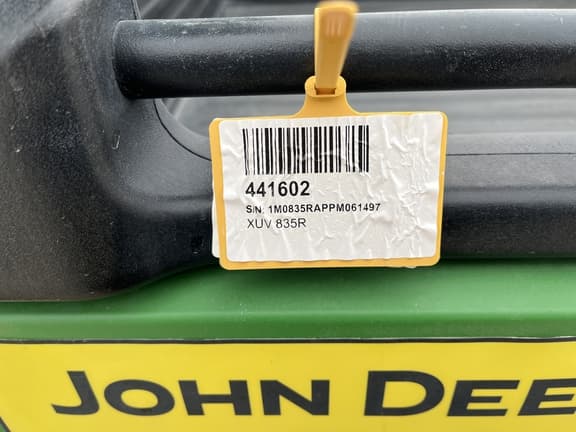 441602
S/N: 1M0835RAPPM061497
XUV 835R
JOHN DEE